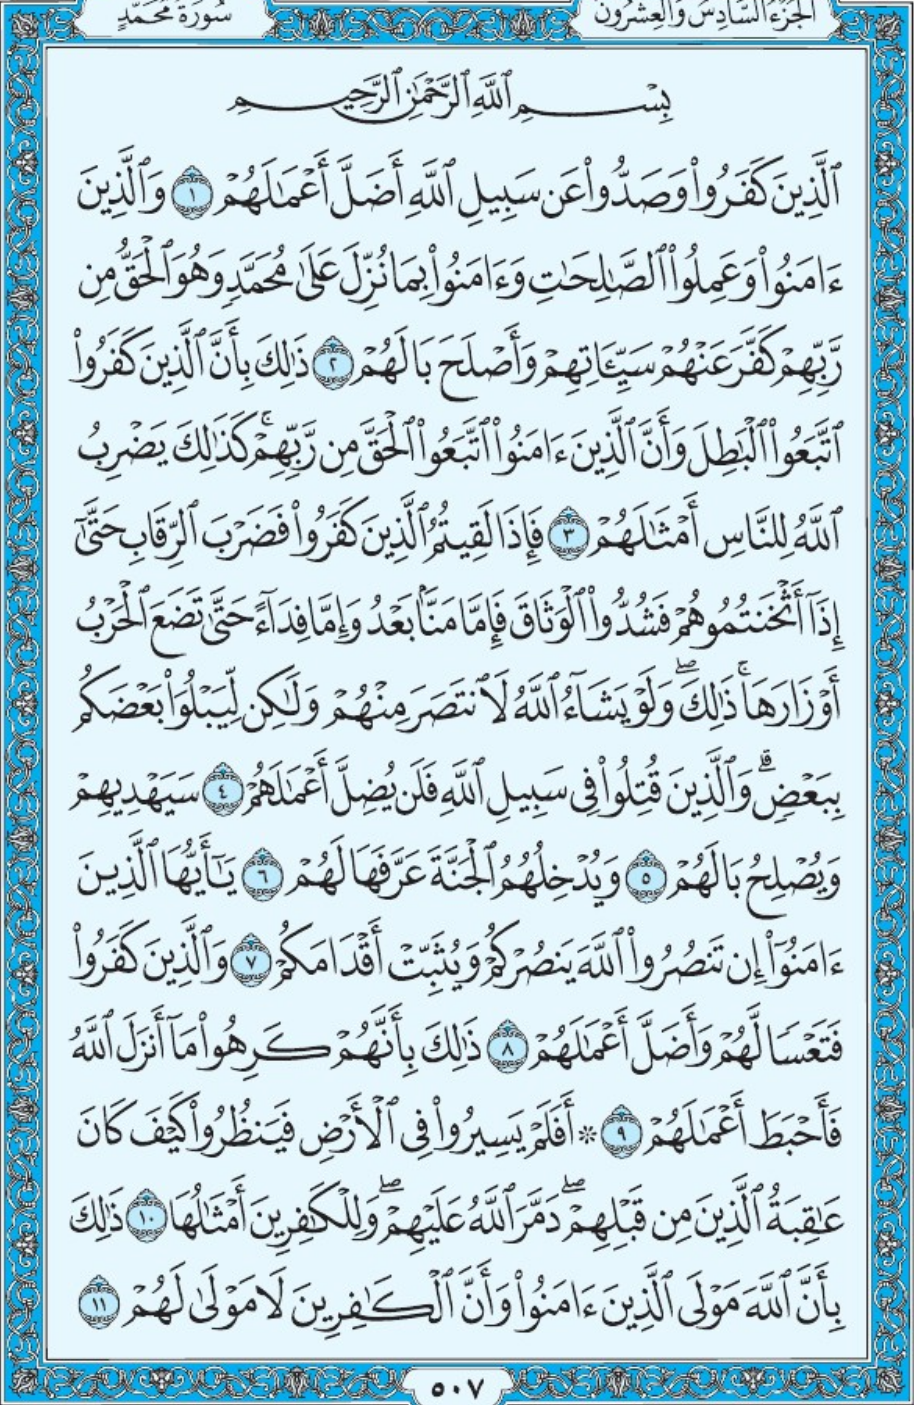 الجزء السادس والعشرون
سورة محمد
بِسْمِ ٱللَّهِ ٱلرَّحْمَٰنِ ٱلرَّحِيمِ
ٱلَّذِينَ كَفَرُوا۟ وَصَدُّوا۟ عَن سَبِيلِ ٱللَّهِ أَضَلَّ أَعْمَٰلَهُمْ ١ وَٱلَّذِينَ
ءَامَنُوا۟ وَعَمِلُوا۟ ٱلصَّٰلِحَٰتِ وَءَامَنُوا۟ بِمَا نُزِّلَ عَلَىٰ مُحَمَّدٍ وَهُوَ ٱلْحَقُّ مِن
رَّبِّهِمْ كَفَّرَ عَنْهُمْ سَيِّـَٔاتِهِمْ وَأَصْلَحَ بَالَهُمْ ٢ ذَٰلِكَ بِأَنَّ ٱلَّذِينَ كَفَرُوا۟
ٱتَّبَعُوا۟ ٱلْبَٰطِلَ وَأَنَّ ٱلَّذِينَ ءَامَنُوا۟ ٱتَّبَعُوا۟ ٱلْحَقَّ مِن رَّبِّهِمْ ۚ كَذَٰلِكَ يَضْرِبُ
ٱللَّهُ لِلنَّاسِ أَمْثَٰلَهُمْ ٣ فَإِذَا لَقِيتُمُ ٱلَّذِينَ كَفَرُوا۟ فَضَرْبَ ٱلرِّقَابِ حَتَّىٰٓ
إِذَآ أَثْخَنتُمُوهُمْ فَشُدُّوا۟ ٱلْوَثَاقَ فَإِمَّا مَنًّۢا بَعْدُ وَإِمَّا فِدَآءً حَتَّىٰ تَضَعَ ٱلْحَرْبُ
أَوْزَارَهَا ۚ ذَٰلِكَ ۖ وَلَوْ يَشَآءُ ٱللَّهُ لَٱنتَصَرَ مِنْهُمْ وَلَٰكِن لِّيَبْلُوَا۟ بَعْضَكُم
بِبَعْضٍ ۗ وَٱلَّذِينَ قُتِلُوا۟ فِى سَبِيلِ ٱللَّهِ فَلَن يُضِلَّ أَعْمَٰلَهُمْ ٤ سَيَهْدِيهِمْ
وَيُصْلِحُ بَالَهُمْ ٥ وَيُدْخِلُهُمُ ٱلْجَنَّةَ عَرَّفَهَا لَهُمْ ٦ يَٰٓأَيُّهَا ٱلَّذِينَ
ءَامَنُوٓا۟ إِن تَنصُرُوا۟ ٱللَّهَ يَنصُرْكُمْ وَيُثَبِّتْ أَقْدَامَكُمْ ٧ وَٱلَّذِينَ كَفَرُوا۟
فَتَعْسًا لَّهُمْ وَأَضَلَّ أَعْمَٰلَهُمْ ٨ ذَٰلِكَ بِأَنَّهُمْ كَرِهُوا۟ مَآ أَنزَلَ ٱللَّهُ
فَأَحْبَطَ أَعْمَٰلَهُمْ ٩ ۞ أَفَلَمْ يَسِيرُوا۟ فِى ٱلْأَرْضِ فَيَنظُرُوا۟ كَيْفَ كَانَ
عَٰقِبَةُ ٱلَّذِينَ مِن قَبْلِهِمْ ۖ دَمَّرَ ٱللَّهُ عَلَيْهِمْ ۖ وَلِلْكَٰفِرِينَ أَمْثَٰلُهَا ١٠ ذَٰلِكَ
بِأَنَّ ٱللَّهَ مَوْلَى ٱلَّذِينَ ءَامَنُوا۟ وَأَنَّ ٱلْكَٰفِرِينَ لَا مَوْلَىٰ لَهُمْ ١١
٥٠٧